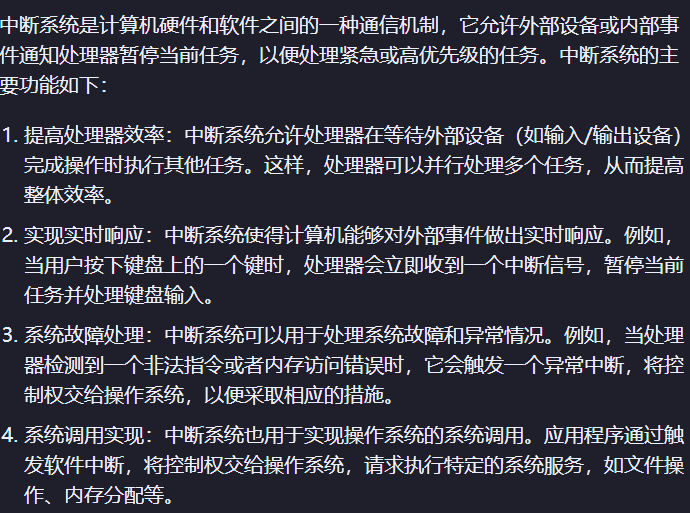 中断系统是计算机硬件和软件之间的一种通信机制，它允许外部设备或内部事
件通知处理器暂停当前任务，以便处理紧急或高优先级的任务。中断系统的主
要功能如下：
1. 提高处理器效率：中断系统允许处理器在等待外部设备（如输入/输出设备）
完成操作时执行其他任务。这样，处理器可以并行处理多个任务，从而提高
整体效率。
2. 实现实时响应：中断系统使得计算机能够对外部事件做出实时响应。例如，
当用户按下键盘上的一个键时，处理器会立即收到一个中断信号，暂停当前
任务并处理键盘输入。
3. 系统故障处理：中断系统可以用于处理系统故障和异常情况。例如，当处理
器检测到一个非法指令或者内存访问错误时，它会触发一个异常中断，将控
制权交给操作系统，以便采取相应的措施。
4. 系统调用实现：中断系统也用于实现操作系统的系统调用。应用程序通过触
发软件中断，将控制权交给操作系统，请求执行特定的系统服务，如文件操
作、内存分配等。